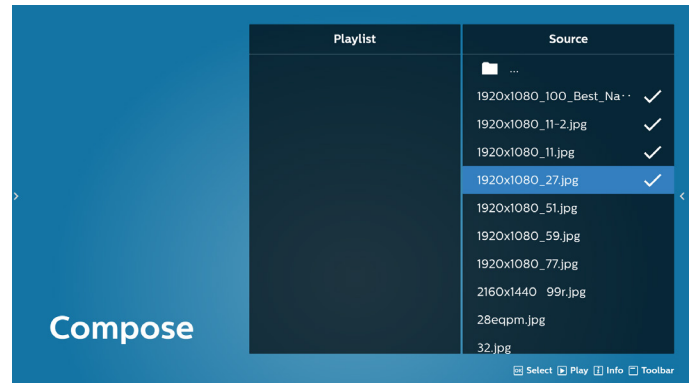 Playlist
Source
...
1920x1080_100_Best_Na··
1920x1080_11-2.jpg
1920x1080_11.jpg
1920x1080_27.jpg
1920x1080_51.jpg
1920x1080_59.jpg
1920x1080_77.jpg
2160x1440 99r.jpg
28eqpm.jpg
32.jpg
Compose
OK Select Play i Info Toolbar